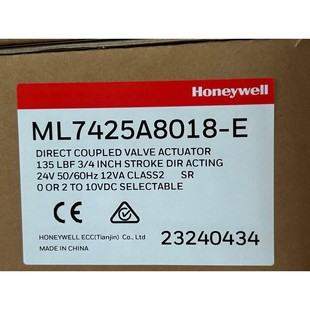 Honeywell
ML7425A8018-E
DIRECT COUPLED VALVE ACTUATOR
135 LBF 3/4 INCH STROKE DIR ACTING
24V 50/60Hz 12VA CLASS2 SR
0 OR 2 TO 10VDC SELECTABLE
CE
HONEYWELL ECC(Tianjin) Co., Ltd
MADE IN CHINA
23240434